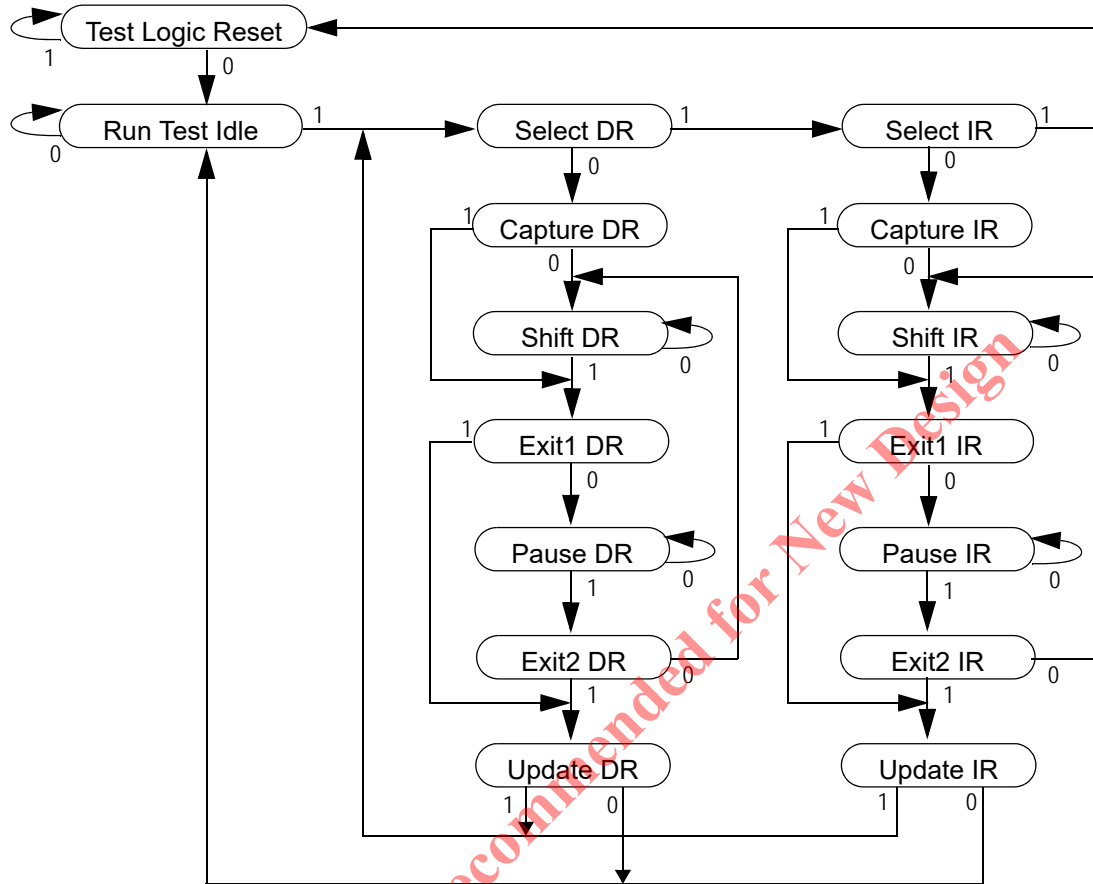 Test Logic Reset
1
0
Run Test Idle
0
1
Select DR
1
0
Select IR
1
0
Capture DR
1
0
Capture IR
1
0
Shift DR
0
1
Shift IR
0
1
Exit1 DR
1
0
Exit1 IR
1
0
Pause DR
0
1
Pause IR
0
1
Exit2 DR
0
1
Exit2 IR
0
1
Update DR
1
0
Update IR
1
0
ecommended for New Design